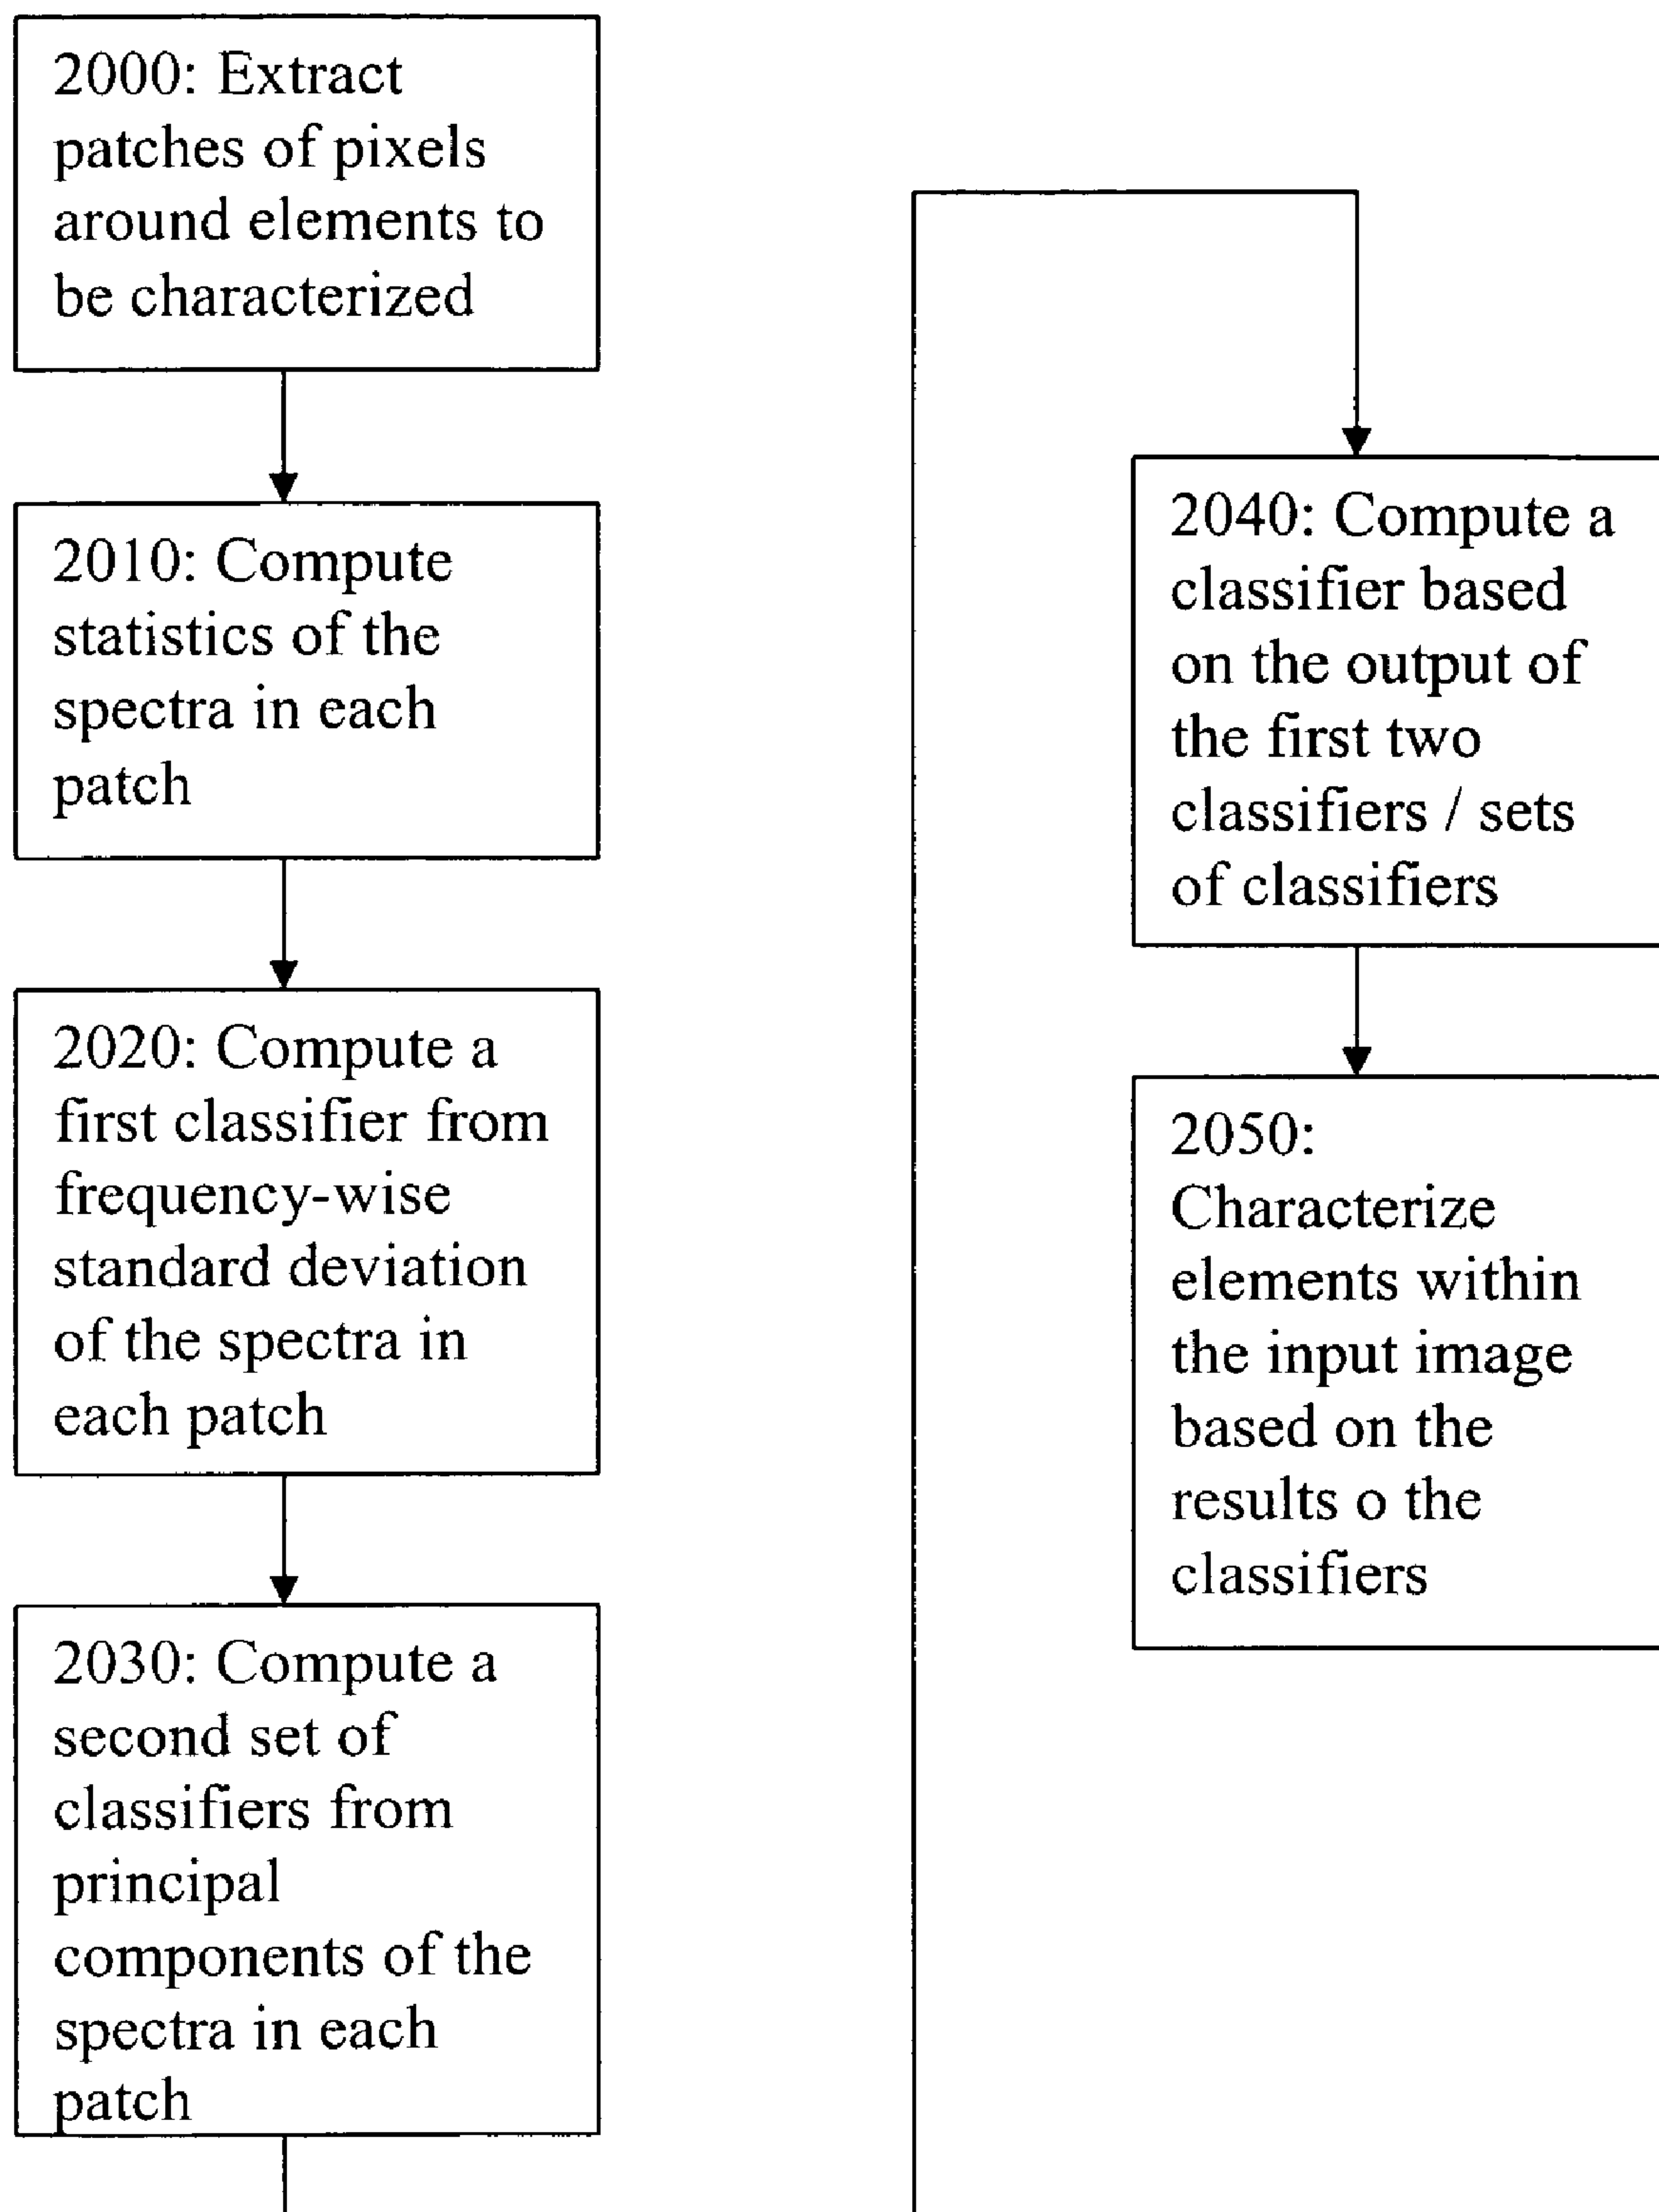 2000: Extract
patches of pixels
around elements to
be characterized
2010: Compute
statistics of the
spectra in each
patch
2020: Compute a
first classifier from
frequency-wise
standard deviation
of the spectra in
each patch
2030: Compute a
second set of
classifiers from
principal
components of the
spectra in each
patch
2040: Compute a
classifier based
on the output of
the first two
classifiers / sets
of classifiers
2050:
Characterize
elements within
the input image
based on the
results o the
classifiers